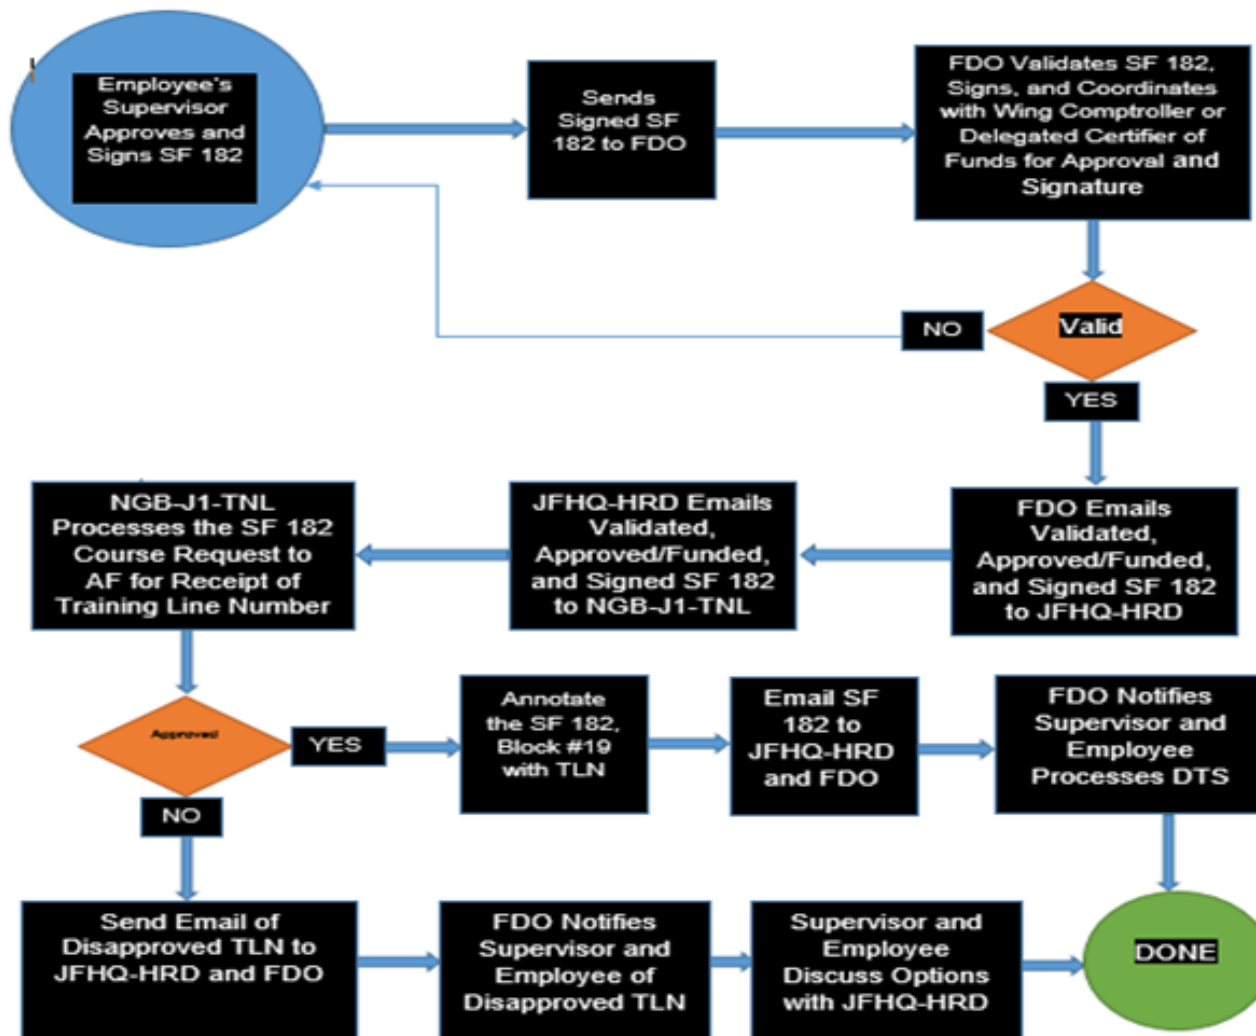 Employee's
Supervisor
Approves and
Signs SF 182
Sends
Signed SF
182 to FDO
FDO Validates SF 182,
Signs, and Coordinates
with Wing Comptroller or
Delegated Certifier of
Funds for Approval and
Signature
NO
Valid
YES
NGB-J1-TNL
Processes the SF 182
Course Request to
AF for Receipt of
Training Line Number
JFHQ-HRD Emails
Validated,
Approved/Funded,
and Signed SF 182
to NGB-J1-TNL
FDO Emails
Validated,
Approved/Funded,
and Signed SF 182
to JFHQ-HRD
Approved
YES
Annotate
the SF 182,
Block #19
with TLN
Email SF
182 to
JFHQ-HRD
and FDO
FDO Notifies
Supervisor and
Employee
Processes DTS
NO
Send Email of
Disapproved TLN to
JFHQ-HRD and FDO
FDO Notifies
Supervisor and
Employee of
Disapproved TLN
Supervisor and
Employee
Discuss Options
with JFHQ-HRD
DONE